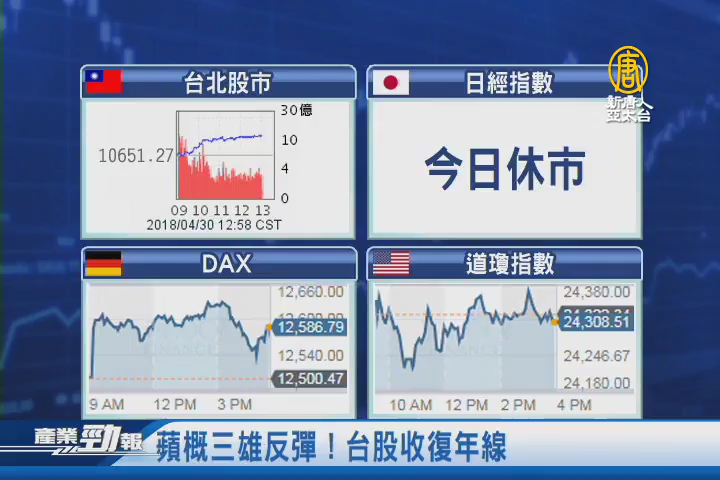 台北股市
30億
10651.27
10
4
0
09 10 11 12 13
2018/04/30 12:58 CST
日經指數
今日休市
唐
新唐人
亞太台
DAX
12,660.00
12,586.79
12,540.00
12,500.47
9 AM 12 PM 3 PM
道瓊指數
24,380.00
24,308.51
24,246.67
24,180.00
10 AM 12 PM 2 PM 4 PM
產業勁報
蘋概三雄反彈！台股收復年線